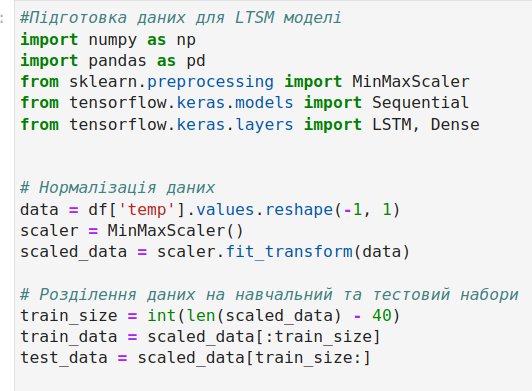 :
#Підготовка даних для LTSM моделі
import numpy as np
import pandas as pd
from sklearn.preprocessing import MinMaxScaler
from tensorflow.keras.models import Sequential
from tensorflow.keras.layers import LSTM, Dense
# Нормалізація даних
data = df['temp'].values.reshape(-1, 1)
scaler = MinMaxScaler()
scaled_data = scaler.fit_transform(data)
# Розділення даних на навчальний та тестовий набори
train_size = int(len(scaled_data) - 40)
train_data = scaled_data[:train_size]
test_data = scaled_data[train_size:]